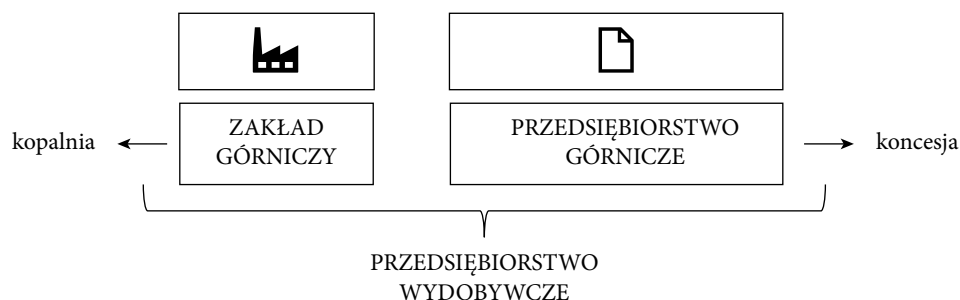 kopalnia
ZAKŁAD
GÓRNICZY
PRZEDSIĘBIORSTWO
GÓRNICZE
koncesja
PRZEDSIĘBIORSTWO
WYDOBYWCZE